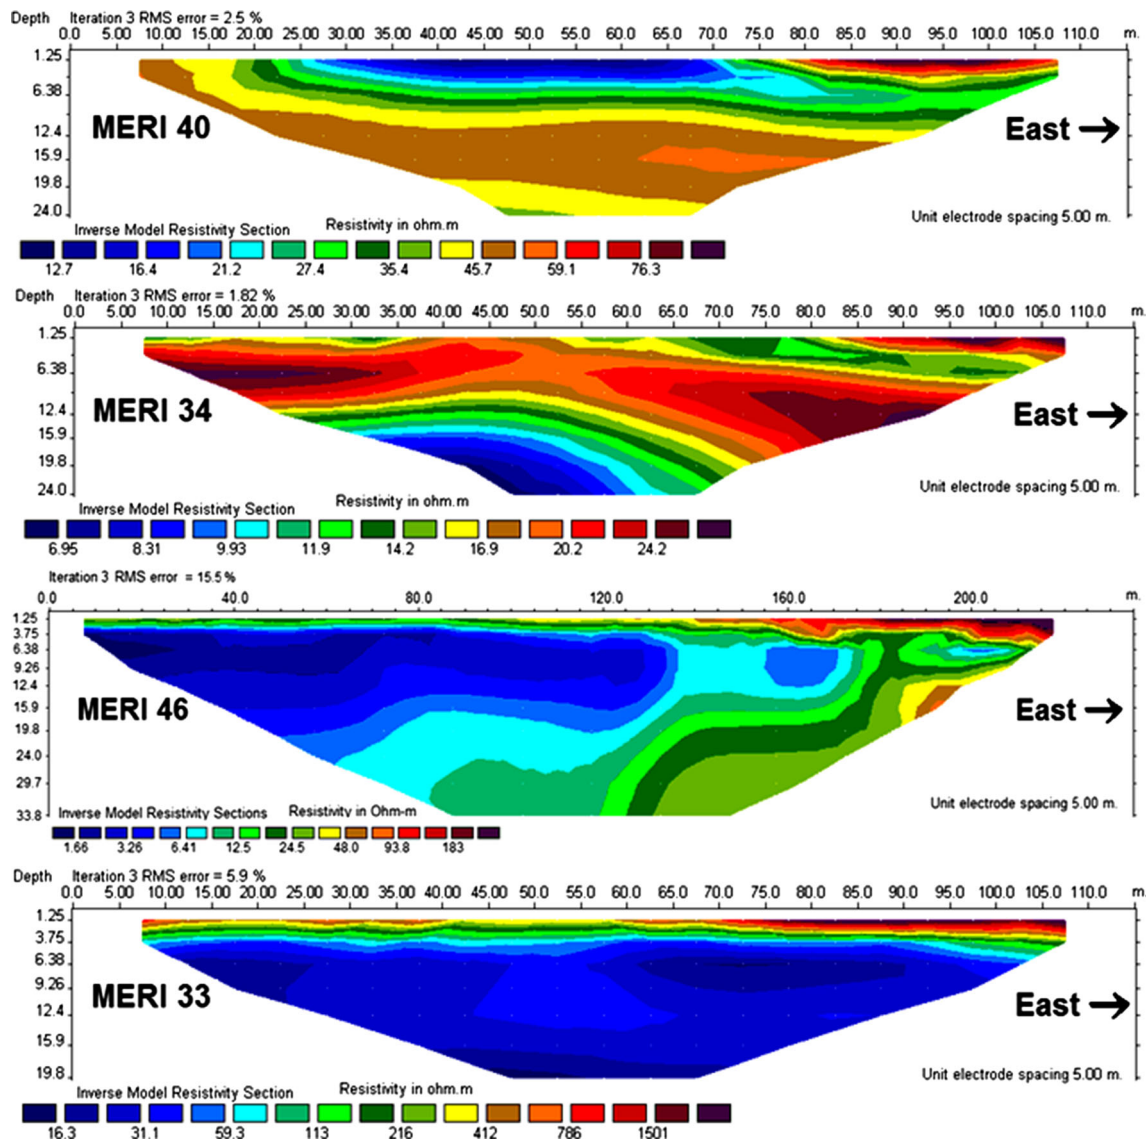 Depth Iteration 3 RMS error = 2.5 %
0.0 5.00 10.00 15.00 20.00 25.00 30.00 35.00 40.00 45.00 50.0 55.0 60.0 65.0 70.0 75.0 80.0 85.0 90.0 95.0 100.0 105.0 110.0 m.
1.25
6.38
MERI 40
East →
12.4
15.9
19.8
24.0
Unit electrode spacing 5.00 m.
Inverse Model Resistivity Section Resistivity in ohm.m
12.7 16.4 21.2 27.4 35.4 45.7 59.1 76.3
Depth Iteration 3 RMS error = 1.82 %
0.0 5.00 10.00 15.00 20.00 25.00 30.00 35.00 40.00 45.00 50.0 55.0 60.0 65.0 70.0 75.0 80.0 85.0 90.0 95.0 100.0 105.0 110.0 m.
1.25
6.38
12.4
MERI 34
East →
15.9
19.8
24.0
Unit electrode spacing 5.00 m.
Inverse Model Resistivity Section Resistivity in ohm.m
6.95 8.31 9.93 11.9 14.2 16.9 20.2 24.2
Iteration 3 RMS error = 15.5 %
0.0 40.0 80.0 120.0 160.0 200.0 m.
1.25
3.75
6.38
9.26
12.4
15.9
MERI 46
East →
19.8
24.0
29.7
33.8
Unit electrode spacing 5.00 m.
Inverse Model Resistivity Sections Resistivity in Ohm-m
1.66 3.26 6.41 12.5 24.5 48.0 93.8 183
Depth Iteration 3 RMS error = 5.9 %
0.0 5.00 10.00 15.00 20.00 25.00 30.00 35.00 40.00 45.00 50.0 55.0 60.0 65.0 70.0 75.0 80.0 85.0 90.0 95.0 100.0 105.0 110.0 m.
1.25
3.75
6.38
9.26
MERI 33
East →
12.4
15.9
19.8
Unit electrode spacing 5.00 m.
Inverse Model Resistivity Section Resistivity in ohm.m
16.3 31.1 59.3 113 216 412 786 1501